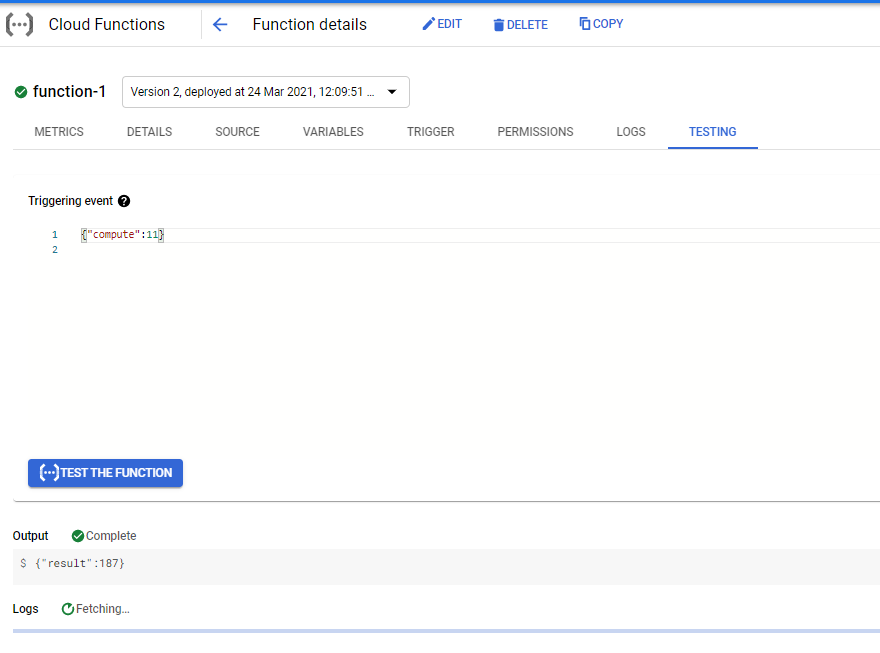 Cloud Functions
Function details
EDIT
DELETE
COPY
function-1
Version 2, deployed at 24 Mar 2021, 12:09:51 ...
METRICS
DETAILS
SOURCE
VARIABLES
TRIGGER
PERMISSIONS
LOGS
TESTING
Triggering event
1 {"compute":11}
2
TEST THE FUNCTION
Output Complete
$ {"result":187}
Logs Fetching...